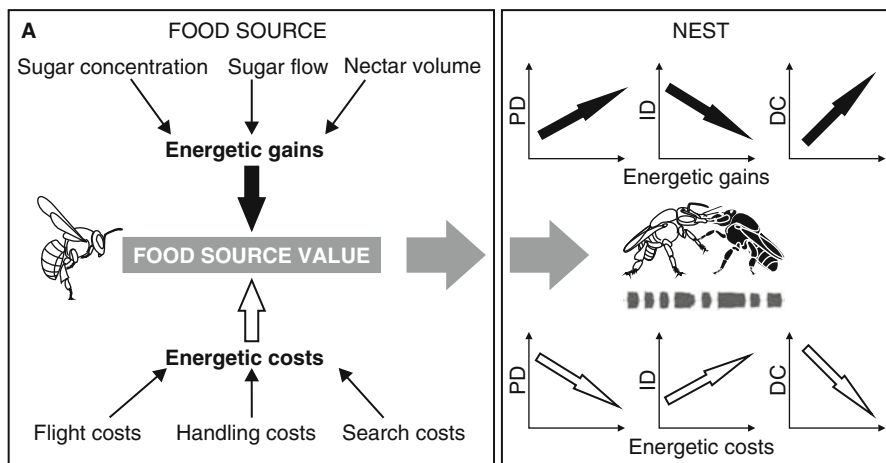 A FOOD SOURCE
Sugar concentration Sugar flow Nectar volume
Energetic gains
FOOD SOURCE VALUE
Energetic costs
Flight costs Handling costs Search costs
NEST
PD ID DC
Energetic gains
PD ID DC
Energetic costs